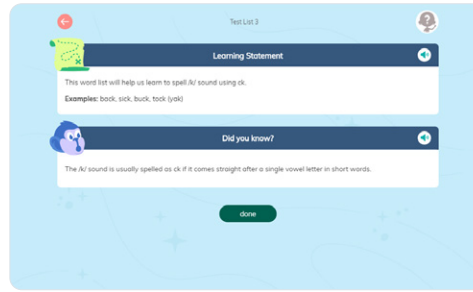 Test List 3
Learning Statement
This word list will help us learn to spell /k/ sound using ck.
Examples: back, sick, buck, tock (yak)
Did you know?
The /k/ sound is usually spelled as ck if it comes straight after a single vowel letter in short words.
done